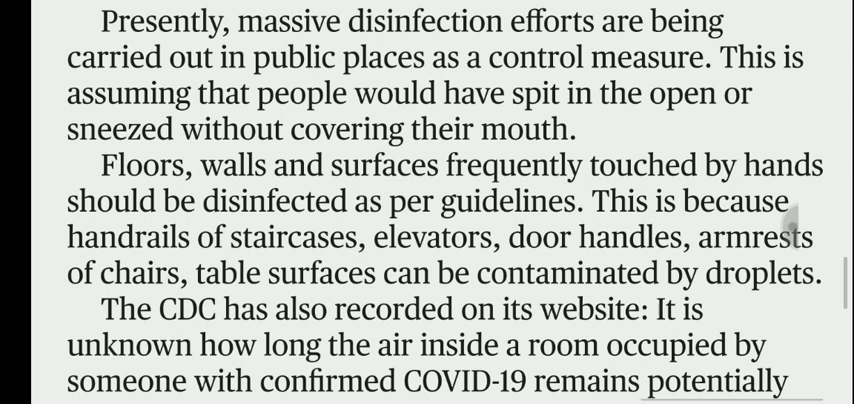 Presently, massive disinfection efforts are being
carried out in public places as a control measure. This is
assuming that people would have spit in the open or
sneezed without covering their mouth.
Floors, walls and surfaces frequently touched by hands
should be disinfected as per guidelines. This is because
handrails of staircases, elevators, door handles, armrests
of chairs, table surfaces can be contaminated by droplets.
The CDC has also recorded on its website: It is
unknown how long the air inside a room occupied by
someone with confirmed COVID-19 remains potentially